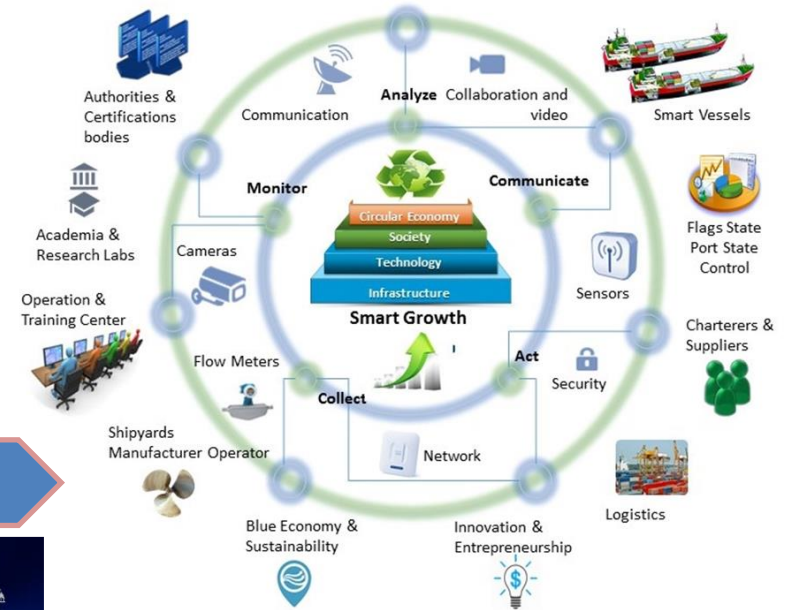 Authorities &
Certifications
bodies
Communication
Analyze
Collaboration and
video
Smart Vessels
Monitor
Communicate
Academia &
Research Labs
Cameras
Circular Economy
Society
Technology
Infrastructure
Smart Growth
Sensors
Flags State
Port State
Control
Operation &
Training Center
Flow Meters
Collect
Act
Security
Charterers &
Suppliers
Shipyards
Manufacturer Operator
Network
Logistics
Blue Economy &
Sustainability
Innovation &
Entrepreneurship
$